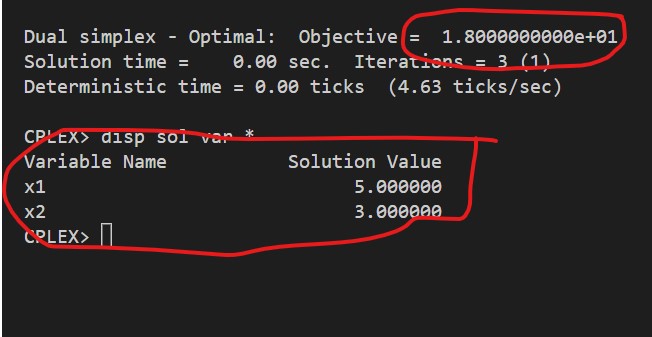 Dual simplex - Optimal:  Objective =  1.8000000000e+01
Solution time =    0.00 sec.  Iterations = 3 (1)
Deterministic time = 0.00 ticks  (4.63 ticks/sec)
CPLEX> disp sol var *
Variable Name           Solution Value
x1                            5.000000
x2                            3.000000
CPLEX>